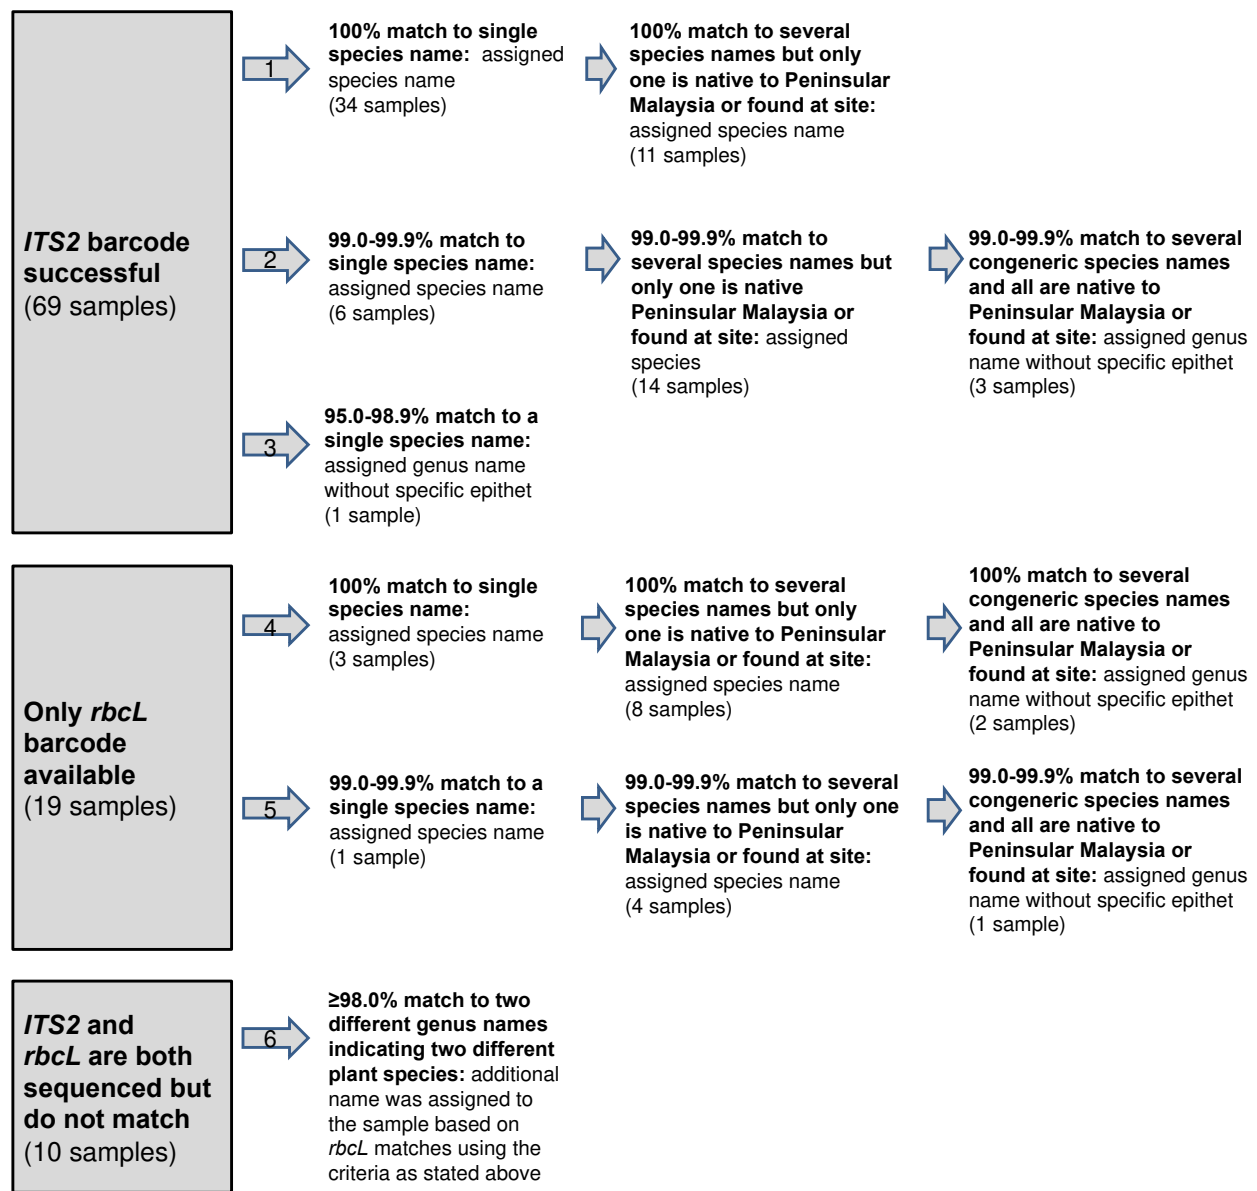 ITS2 barcode
successful
(69 samples)
1
100% match to single
species name: assigned
species name
(34 samples)
100% match to several
species names but only
one is native to Peninsular
Malaysia or found at site:
assigned species name
(11 samples)
2
99.0-99.9% match to
single species name:
assigned species name
(6 samples)
99.0-99.9% match to
several species names but
only one is native
Peninsular Malaysia or
found at site: assigned
species
(14 samples)
99.0-99.9% match to several
congeneric species names
and all are native to
Peninsular Malaysia or
found at site: assigned genus
name without specific epithet
(3 samples)
3
95.0-98.9% match to a
single species name:
assigned genus name
without specific epithet
(1 sample)
Only rbcL
barcode
available
(19 samples)
4
100% match to single
species name:
assigned species name
(3 samples)
100% match to several
species names but only
one is native to Peninsular
Malaysia or found at site:
assigned species name
(8 samples)
100% match to several
congeneric species names
and all are native to
Peninsular Malaysia or
found at site: assigned genus
name without specific epithet
(2 samples)
5
99.0-99.9% match to a
single species name:
assigned species name
(1 sample)
99.0-99.9% match to several
species names but only one
is native to Peninsular
Malaysia or found at site:
assigned species name
(4 samples)
99.0-99.9% match to several
congeneric species names
and all are native to
Peninsular Malaysia or
found at site: assigned genus
name without specific epithet
(1 sample)
ITS2 and
rbcL are both
sequenced but
do not match
(10 samples)
6
≥98.0% match to two
different genus names
indicating two different
plant species: additional
name was assigned to
the sample based on
rbcL matches using the
criteria as stated above